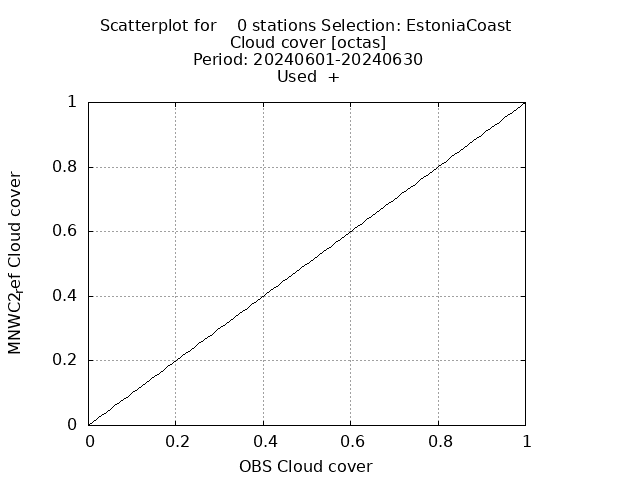 Scatterplot for    0 stations Selection: EstoniaCoast
Cloud cover [octas]
Period: 20240601-20240630
Used  +
1
0.8
0.6
0.4
0.2
0
MNWC2_ref Cloud cover
0 0.2 0.4 0.6 0.8 1
OBS Cloud cover